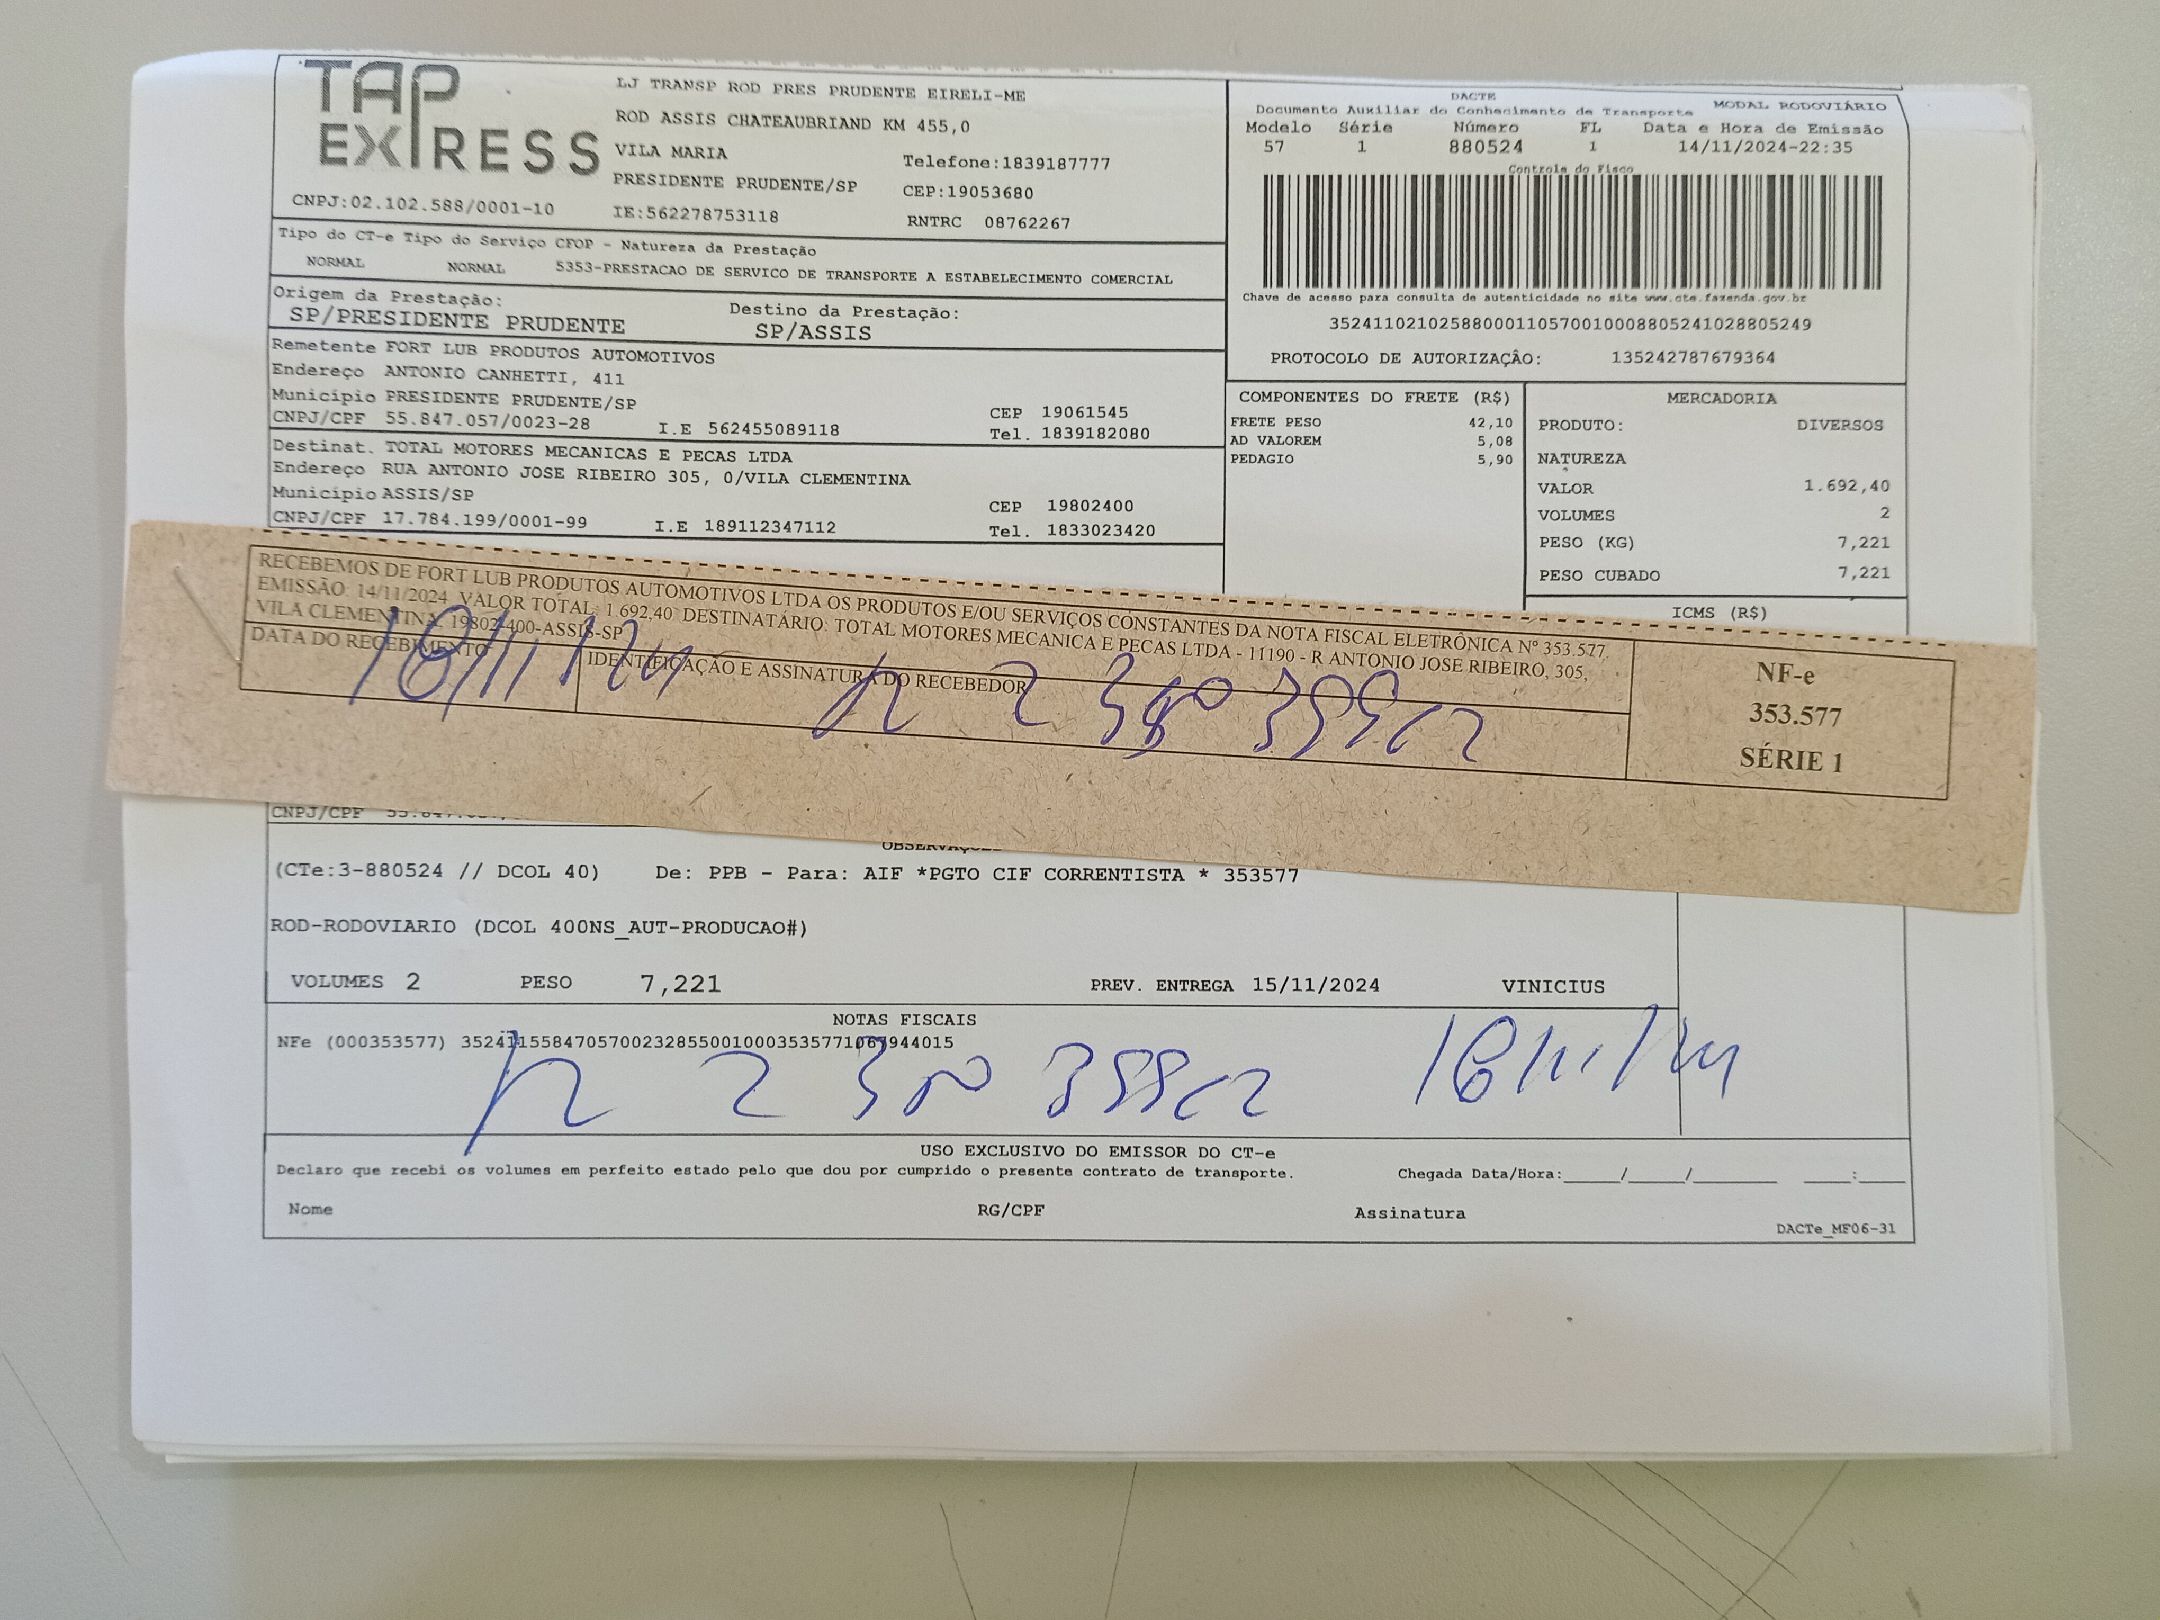 TAP EXPRESS
LJ TRANSP ROD PRES PRUDENTE EIRELI-ME
ROD ASSIS CHATEAUBRIAND KM 455,0
VILA MARIA
Telefone:1839187777
PRESIDENTE PRUDENTE/SP
CEP:19053680
CNPJ:02.102.588/0001-10
IE:562278753118
RNTRC 08762267
DACTE
Documento Auxiliar do Conhecimento de Transporte MODAL RODOVIÁRIO
Modelo Série Número FL Data e Hora de Emissão
57 1 880524 1 14/11/2024-22:35
Controle do Fisco
Chave de acesso para consulta de autenticidade no site www.cte.fazenda.gov.br
35241102102588000110570010008805241028805249
PROTOCOLO DE AUTORIZAÇÃO: 135242787679364
Tipo do CT-e Tipo do Serviço CFOP - Natureza da Prestação
NORMAL NORMAL 5353-PRESTACAO DE SERVICO DE TRANSPORTE A ESTABELECIMENTO COMERCIAL
Origem da Prestação: Destino da Prestação:
SP/PRESIDENTE PRUDENTE SP/ASSIS
Remetente FORT LUB PRODUTOS AUTOMOTIVOS
Endereço ANTONIO CANHETTI, 411
Município PRESIDENTE PRUDENTE/SP CEP 19061545
CNPJ/CPF 55.847.057/0023-28 I.E 562455089118 Tel. 1839182080
Destinat. TOTAL MOTORES MECANICAS E PECAS LTDA
Endereço RUA ANTONIO JOSE RIBEIRO 305, 0/VILA CLEMENTINA
Município ASSIS/SP CEP 19802400
CNPJ/CPF 17.784.199/0001-99 I.E 189112347112 Tel. 1833023420
COMPONENTES DO FRETE (R$)
FRETE PESO 42,10
AD VALOREM 5,08
PEDAGIO 5,90
MERCADORIA
PRODUTO: DIVERSOS
NATUREZA
VALOR 1.692,40
VOLUMES 2
PESO (KG) 7,221
PESO CUBADO 7,221
ICMS (R$)
RECEBEMOS DE FORT LUB PRODUTOS AUTOMOTIVOS LTDA OS PRODUTOS E/OU SERVIÇOS CONSTANTES DA NOTA FISCAL ELETRÔNICA Nº 353.577.
EMISSÃO: 14/11/2024 VALOR TOTAL: 1.692,40 DESTINATÁRIO: TOTAL MOTORES MECANICA E PECAS LTDA - 11190 - R ANTONIO JOSE RIBEIRO, 305,
VILA CLEMENTINA, 19802-400-ASSIS-SP
DATA DO RECEBIMENTO
IDENTIFICAÇÃO E ASSINATURA DO RECEBEDOR
NF-e
353.577
SÉRIE 1
CNPJ/CPF
(CTe:3-880524 // DCOL 40) De: PPB - Para: AIF *PGTO CIF CORRENTISTA * 353577
ROD-RODOVIARIO (DCOL 400NS_AUT-PRODUCAO#)
VOLUMES 2 PESO 7,221 PREV. ENTREGA 15/11/2024 VINICIUS
NOTAS FISCAIS
NFe (000353577)
USO EXCLUSIVO DO EMISSOR DO CT-e
Declaro que recebi os volumes em perfeito estado pelo que dou por cumprido o presente contrato de transporte. Chegada Data/Hora:_____/_____/_______ ____:____
Nome RG/CPF Assinatura
DACTe_MF06-31